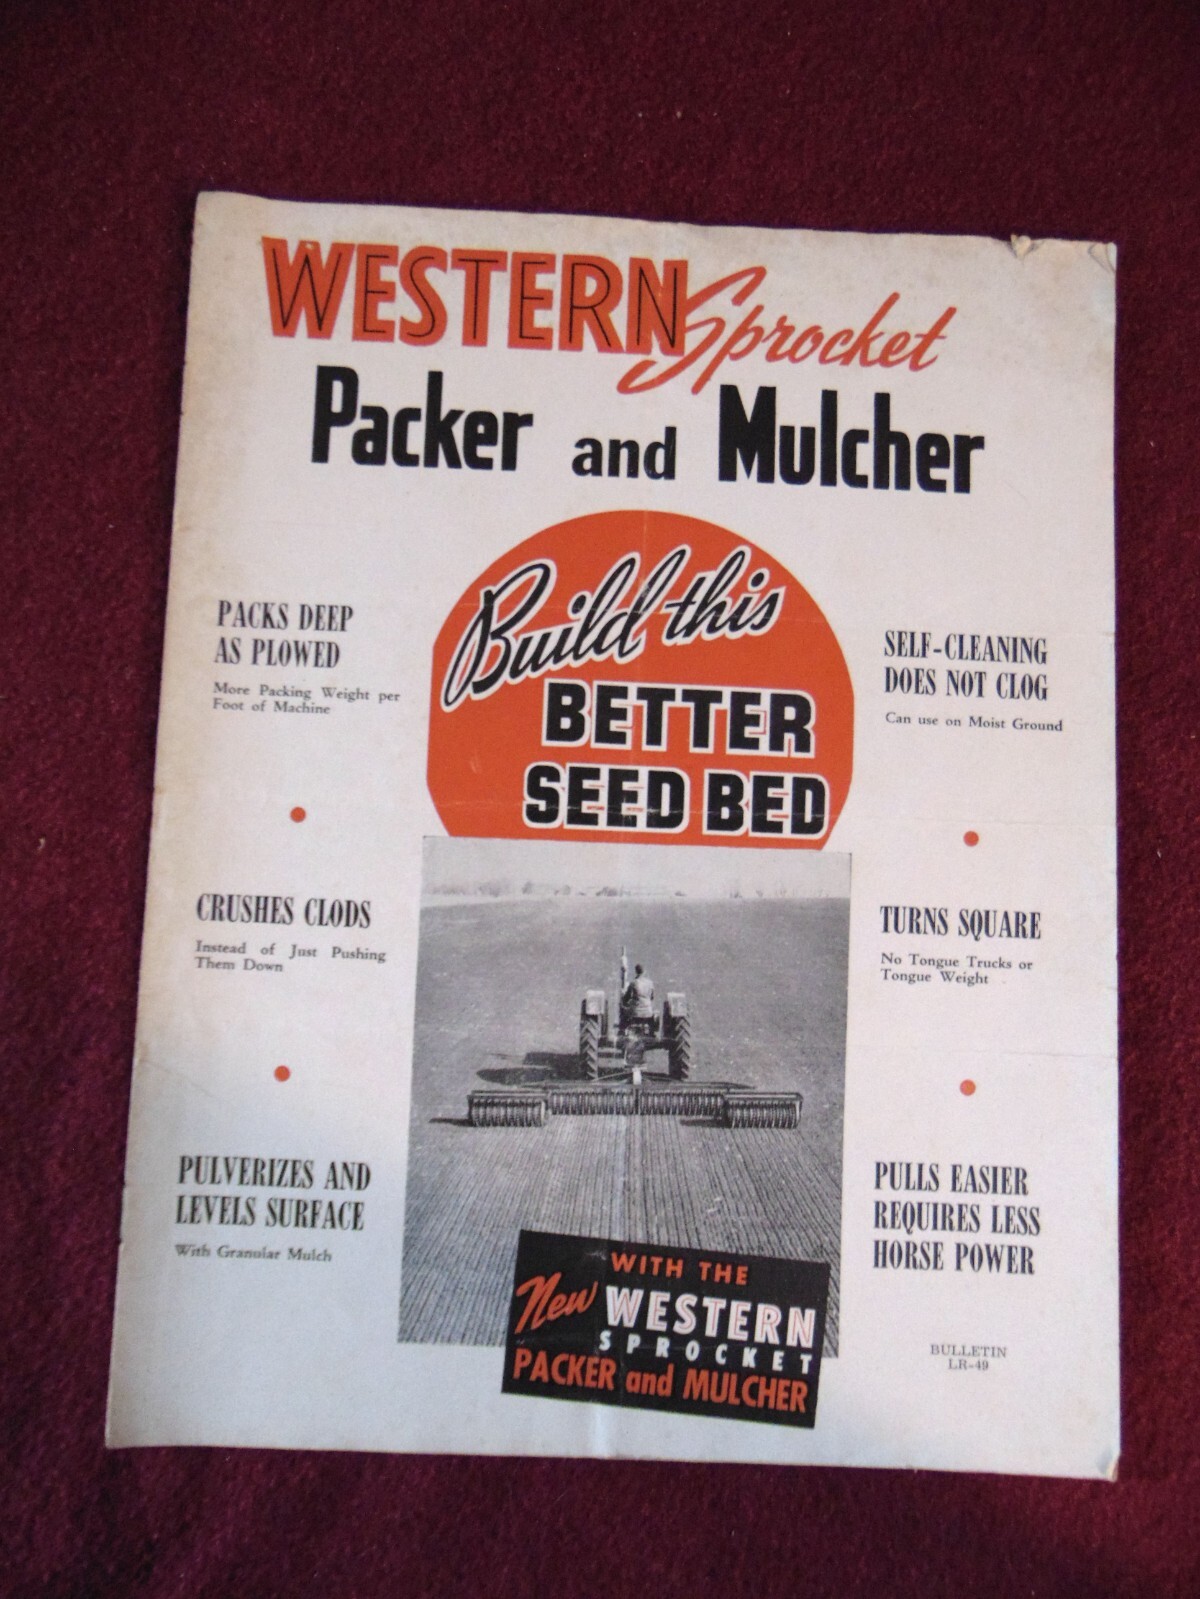 WESTERN Sprocket
Packer and Mulcher
Build this
BETTER
SEED BED
PACKS DEEP
AS PLOWED
More Packing Weight per
Foot of Machine
CRUSHES CLODS
Instead of Just Pushing
Them Down
PULVERIZES AND
LEVELS SURFACE
With Granular Mulch
SELF-CLEANING
DOES NOT CLOG
Can use on Moist Ground
TURNS SQUARE
No Tongue Trucks or
Tongue Weight
PULLS EASIER
REQUIRES LESS
HORSE POWER
WITH THE
New WESTERN
SPROCKET
PACKER and MULCHER
BULLETIN
LR-49